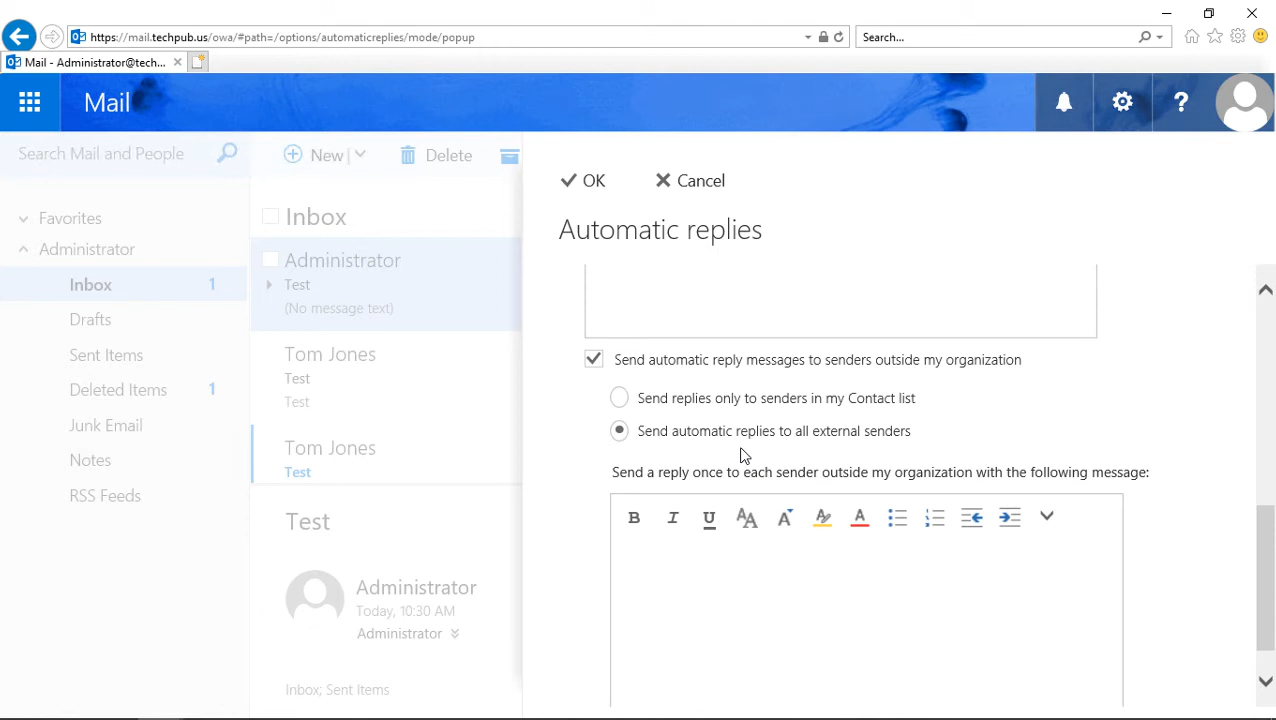 https://mail.techpub.us/owa/#path=/options/automaticreplies/mode/popup
Search...
Mail - Administrator@tech...
Mail
?
Search Mail and People
New
Delete
Favorites
Administrator
Inbox 1
Drafts
Sent Items
Deleted Items 1
Junk Email
Notes
RSS Feeds
Inbox
Administrator
Test
(No message text)
Tom Jones
Test
Test
Tom Jones
Test
Test
Administrator
Today, 10:30 AM
Administrator
Inbox; Sent Items
OK
Cancel
Automatic replies
Send automatic reply messages to senders outside my organization
Send replies only to senders in my Contact list
Send automatic replies to all external senders
Send a reply once to each sender outside my organization with the following message:
B I U AA A A